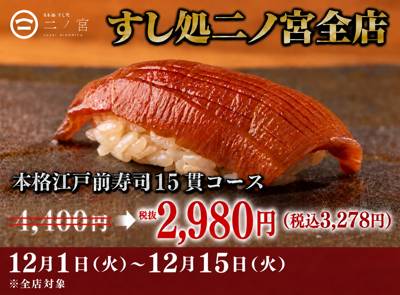 すし処二ノ宮全店
二ノ宮
本格江戸前寿司15貫コース
4,400円→税抜2,980円(税込3,278円)
12月1日(火)~12月15日(火)
※全店対象